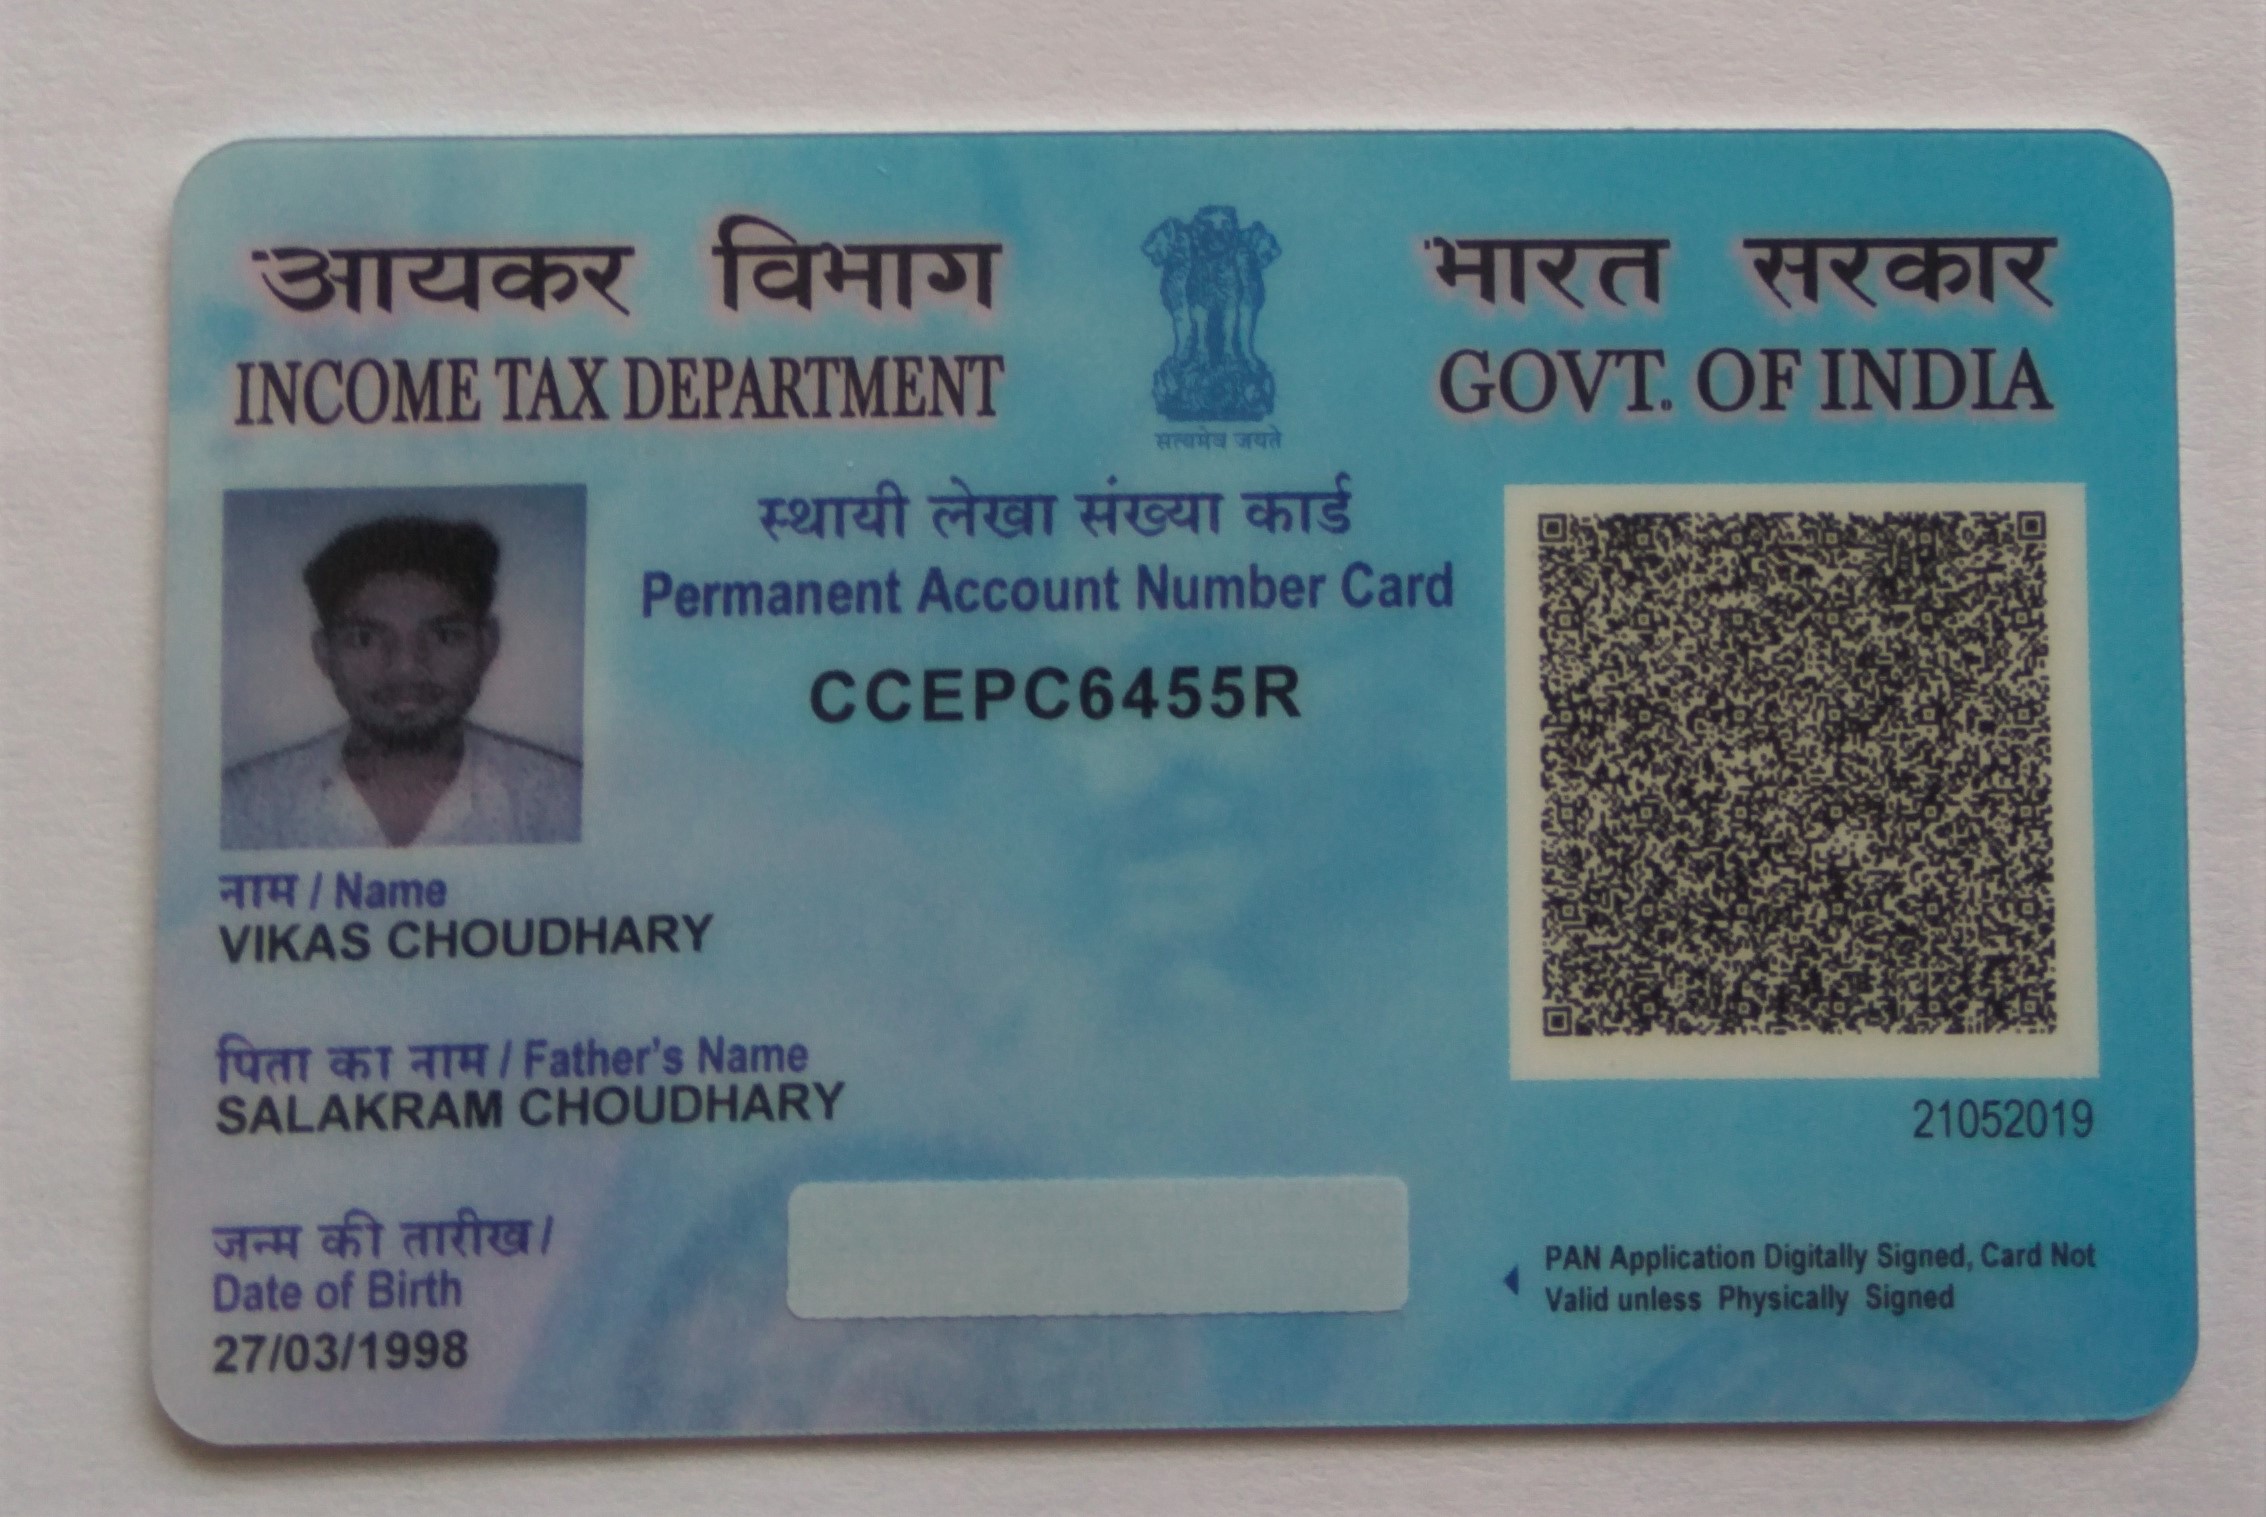 आयकर विभाग
INCOME TAX DEPARTMENT
सत्यमेव जयते
भारत सरकार
GOVT. OF INDIA
स्थायी लेखा संख्या कार्ड
Permanent Account Number Card
CCEPC6455R
नाम / Name
VIKAS CHOUDHARY
पिता का नाम / Father's Name
SALAKRAM CHOUDHARY
जन्म की तारीख /
Date of Birth
27/03/1998
21052019
PAN Application Digitally Signed, Card Not
Valid unless Physically Signed